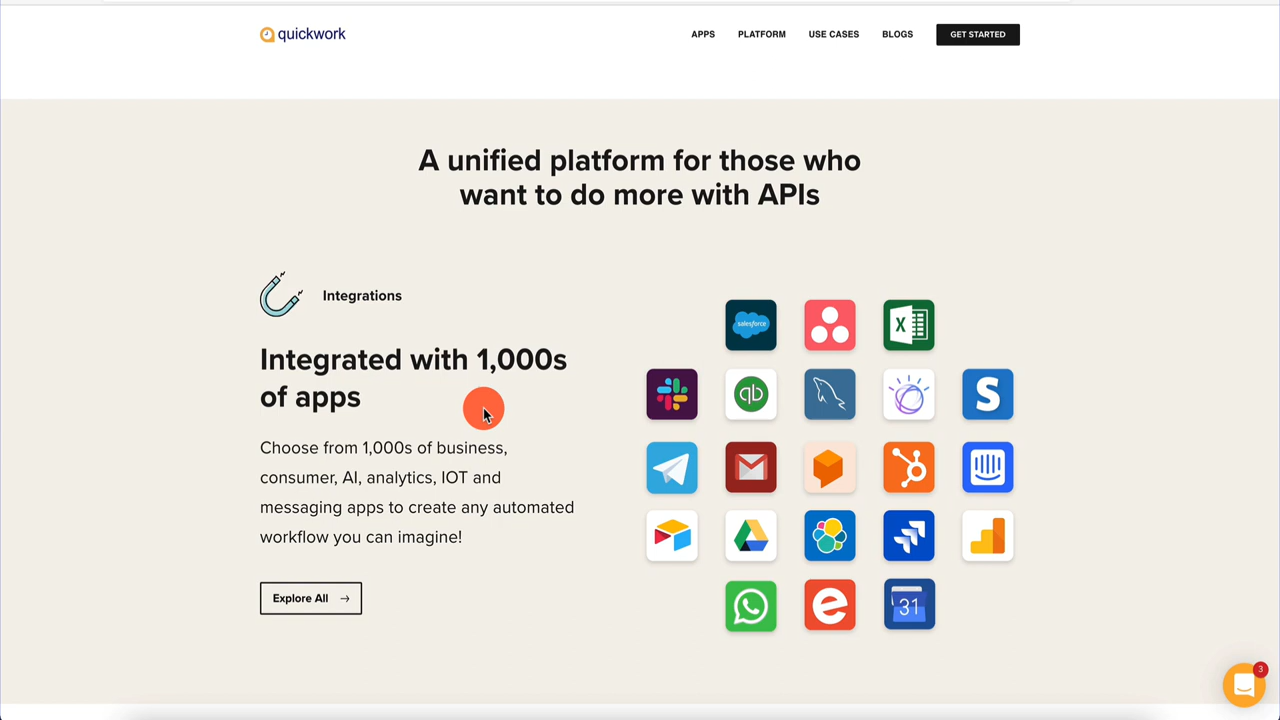 quickwork
APPS PLATFORM USE CASES BLOGS GET STARTED
A unified platform for those who
want to do more with APIs
Integrations
Integrated with 1,000s
of apps
Choose from 1,000s of business,
consumer, AI, analytics, IOT and
messaging apps to create any automated
workflow you can imagine!
Explore All →
salesforce
X
qb
S
31
3